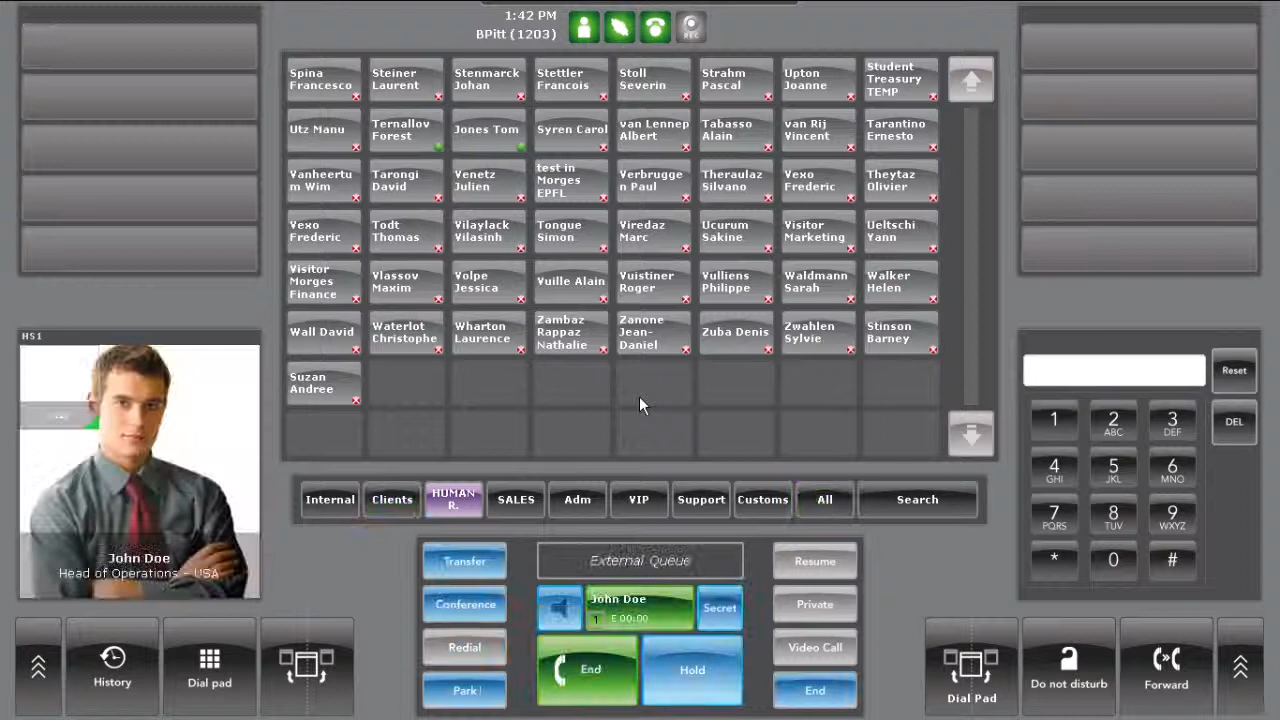 1:42 PM
BPitt (1203)
REC
Spina Francesco
Steiner Laurent
Stenmarck Johan
Stettler Francois
Stoll Severin
Strahm Pascal
Upton Joanne
Student Treasury TEMP
Utz Manu
Ternallov Forest
Jones Tom
Syren Carol
van Lennep Albert
Tabasso Alain
van Rij Vincent
Tarantino Ernesto
Vanheertu m Wim
Tarongi David
Venetz Julien
test in Morges EPFL
Verbrugge n Paul
Theraulaz Silvano
Vexo Frederic
Theytaz Olivier
Vexo Frederic
Todt Thomas
Vilaylack Vilasinh
Tongue Simon
Viredaz Marc
Ucurum Sakine
Visitor Marketing
Ueltschi Yann
Visitor Morges Finance
Vlassov Maxim
Volpe Jessica
Vuille Alain
Vuistiner Roger
Vulliens Philippe
Waldmann Sarah
Walker Helen
Wall David
Waterlot Christophe
Wharton Laurence
Zambaz Rappaz Nathalie
Zanone Jean-Daniel
Zuba Denis
Zwahlen Sylvie
Stinson Barney
Suzan Andree
HS1
John Doe
Head of Operations - USA
Internal
Clients
HUMAN R.
SALES
Adm
VIP
Support
Customs
All
Search
Reset
DEL
1
2 ABC
3 DEF
4 GHI
5 JKL
6 MNO
7 PQRS
8 TUV
9 WXYZ
*
0
#
Transfer
Conference
Redial
Park
External Queue
John Doe
1 E 00:00
Secret
End
Hold
Resume
Private
Video Call
End
History
Dial pad
Dial Pad
Do not disturb
Forward